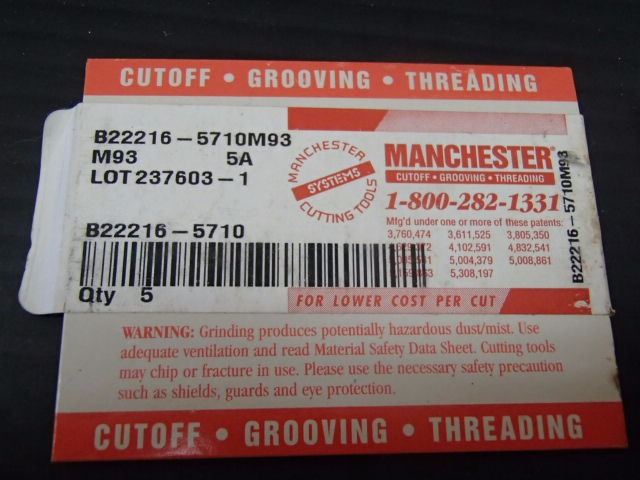 CUTOFF • GROOVING • THREADING
B22216-5710M93
M93 5A
LOT 237603-1
B22216-5710
Qty 5
MANCHESTER
SYSTEMS
CUTTING TOOLS
MANCHESTER®
CUTOFF • GROOVING • THREADING
1-800-282-1331
Mfg'd under one or more of these patents:
3,760,474 3,611,525 3,805,350
4,102,591 4,832,541
5,004,379 5,008,861
5,308,197
FOR LOWER COST PER CUT
B22216-5710M93
WARNING: Grinding produces potentially hazardous dust/mist. Use
adequate ventilation and read Material Safety Data Sheet. Cutting tools
may chip or fracture in use. Please use the necessary safety precaution
such as shields, guards and eye protection.
CUTOFF • GROOVING • THREADING